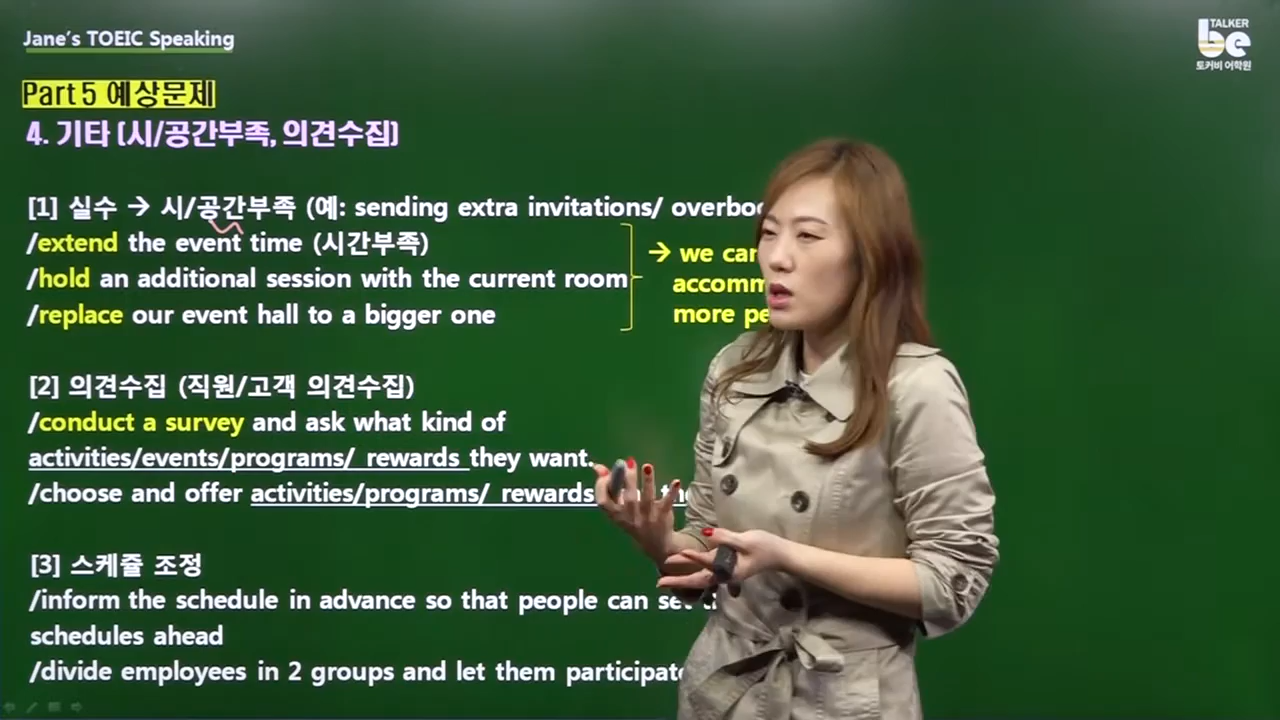 Jane's TOEIC Speaking
TALKER
be
토커비 어학원
Part 5 예상문제
4. 기타 (시/공간부족, 의견수집)
[1] 실수 → 시/공간부족 (예: sending extra invitations/
/extend the event time (시간부족)
/hold an additional session with the current room
/replace our event hall to a bigger one
→ we can
more
[2] 의견수집 (직원/고객 의견수집)
/conduct a survey and ask what kind of
activities/events/programs/ rewards they want.
/choose and offer activities/programs/ rewards
[3] 스케쥴 조정
/inform the schedule in advance so that people can set
schedules ahead
/divide employees in 2 groups and let them participate